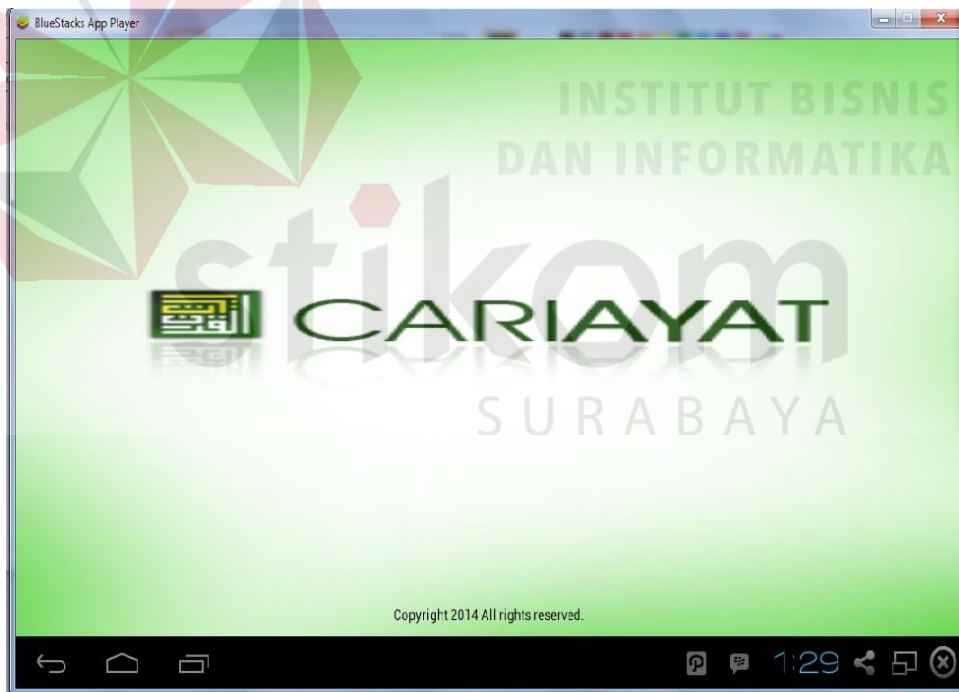 BlueStacks App Player
INSTITUT BISNIS
DAN INFORMATIKA
stikom
SURABAYA
CARIAYAT
Copyright 2014 All rights reserved.
1:29